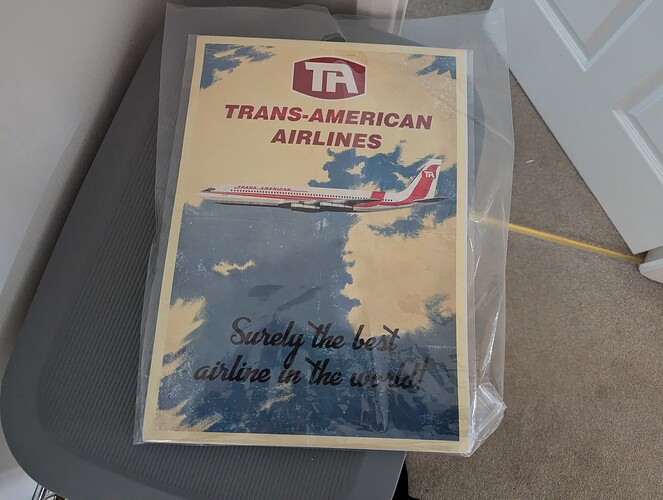 TA
TRANS-AMERICAN
AIRLINES
TRANS-AMERICAN
TA
Surely the best
airline in the world!